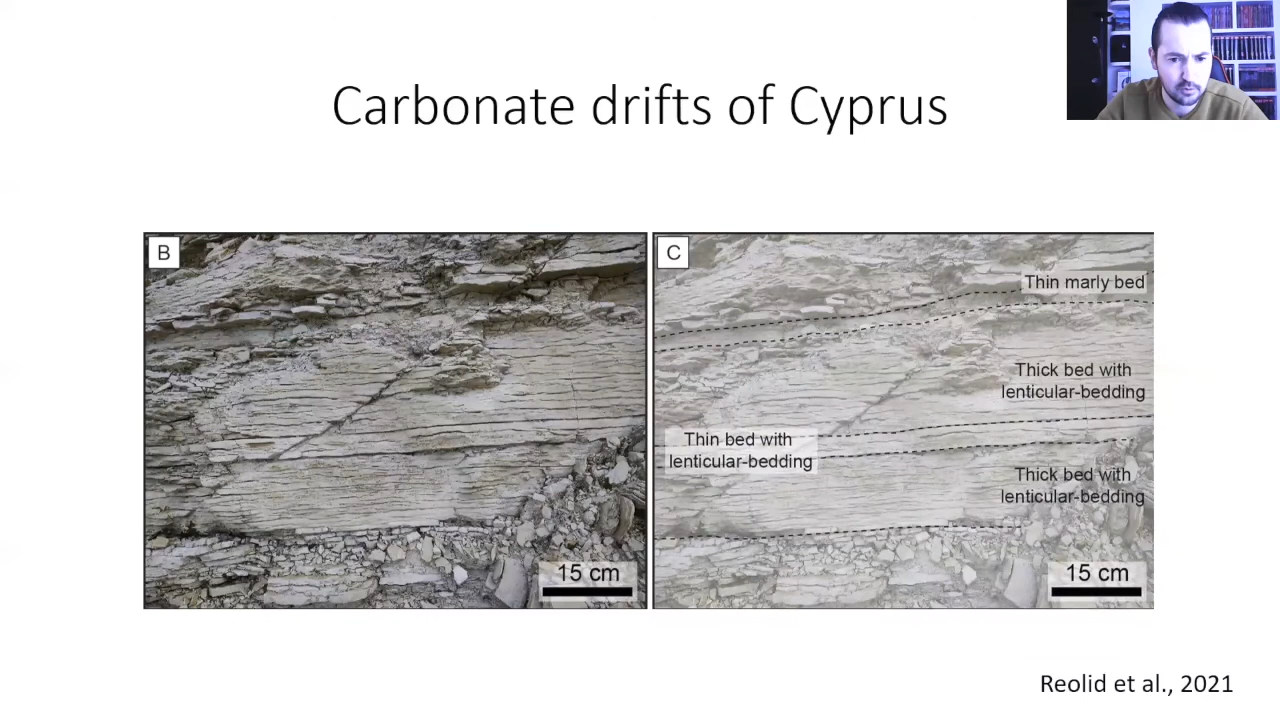 Carbonate drifts of Cyprus
B
C
Thin marly bed
Thick bed with
lenticular-bedding
Thin bed with
lenticular-bedding
Thick bed with
lenticular-bedding
15 cm
15 cm
Reolid et al., 2021